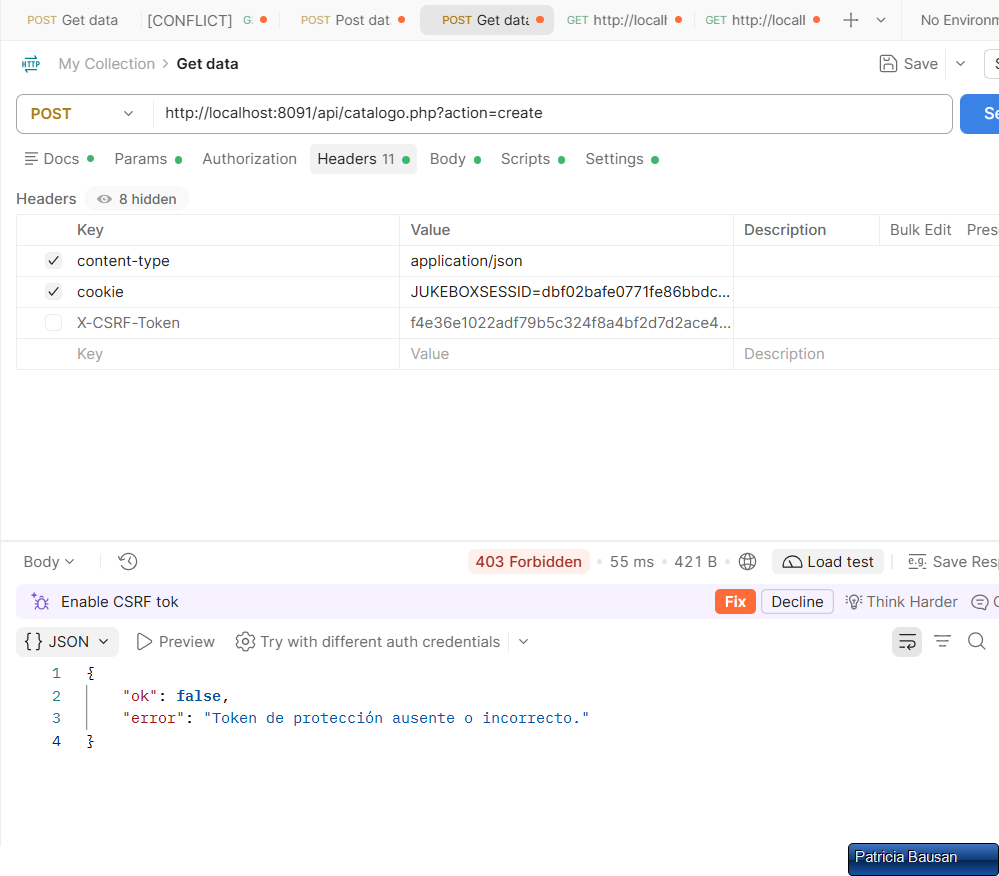 POST Get data [CONFLICT] G. POST Post dat POST Get data GET http://locall GET http://locall No Environm
HTTP My Collection > Get data Save
POST http://localhost:8091/api/catalogo.php?action=create Se
Docs Params Authorization Headers 11 Body Scripts Settings
Headers 8 hidden
Key Value Description Bulk Edit Pres
content-type application/json
cookie JUKEBOXSESSID=dbf02bafe0771fe86bbdc...
X-CSRF-Token f4e36e1022adf79b5c324f8a4bf2d7d2ace4...
Key Value Description
Body 403 Forbidden • 55 ms • 421 B Load test e.g. Save Resp
Enable CSRF tok Fix Decline Think Harder
{} JSON Preview Try with different auth credentials
1 {
2 "ok": false,
3 "error": "Token de protección ausente o incorrecto."
4 }
Patricia Bausan